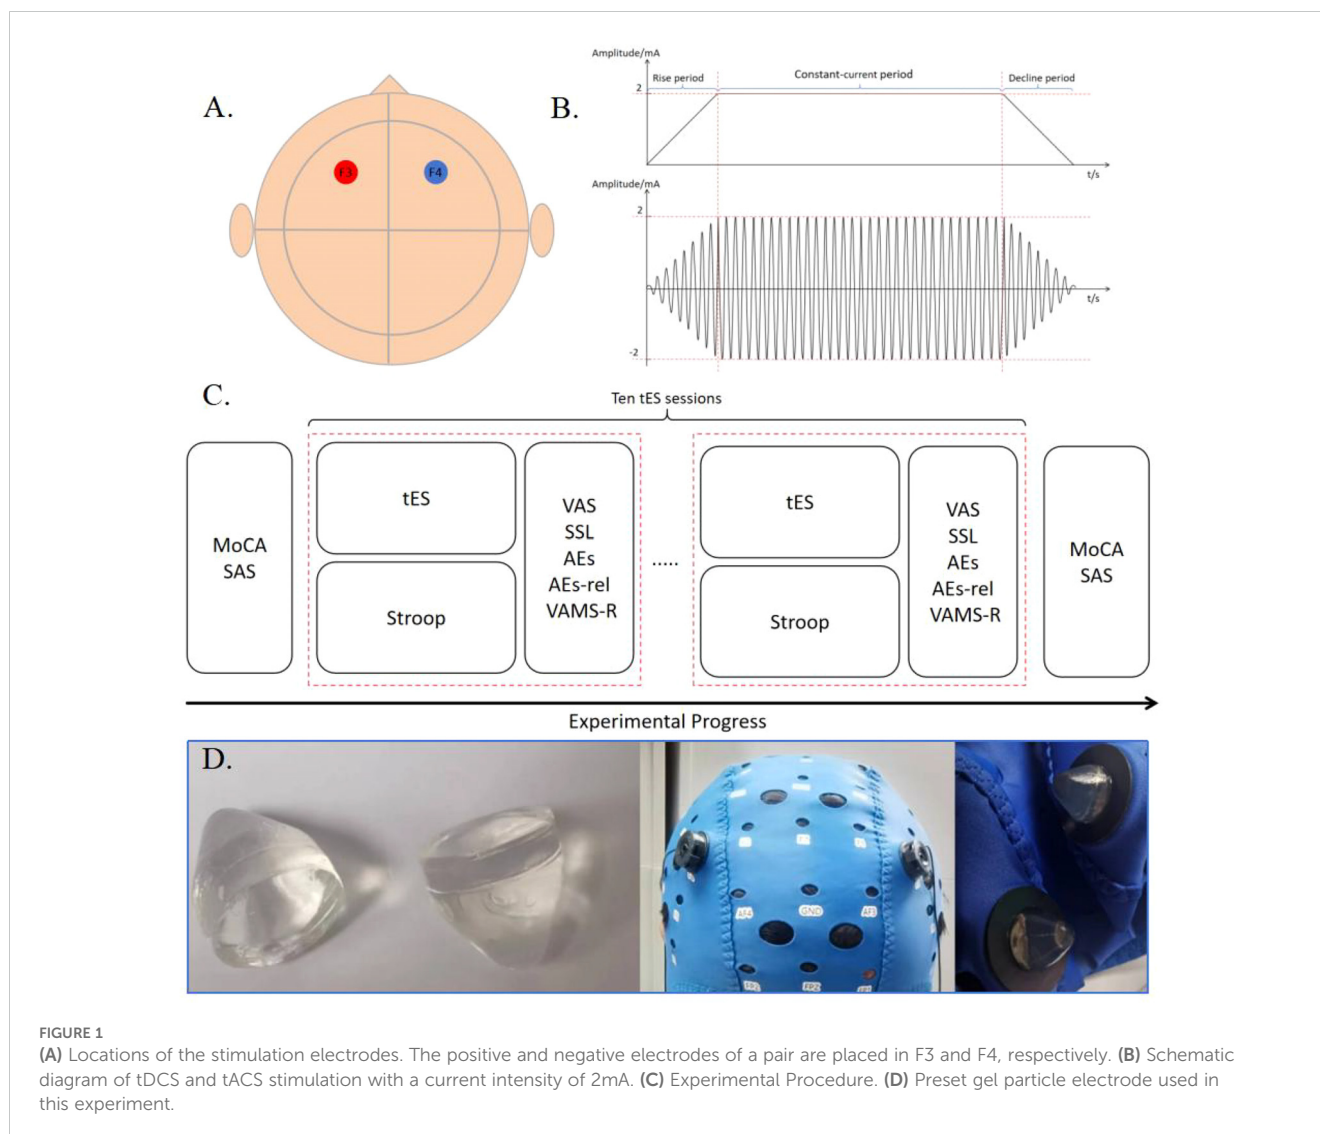 A.
F3
F4
B.
Amplitude/mA
Rise period
Constant-current period
Decline period
2
t/s
Amplitude/mA
2
-2
t/s
C.
Ten tES sessions
MoCA
SAS
tES
Stroop
VAS
SSL
AEs
AEs-rel
VAMS-R
.....
tES
Stroop
VAS
SSL
AEs
AEs-rel
VAMS-R
MoCA
SAS
Experimental Progress
D.
AF4
GND
AF3
FP2
FPZ
FIGURE 1
(A) Locations of the stimulation electrodes. The positive and negative electrodes of a pair are placed in F3 and F4, respectively. (B) Schematic
diagram of tDCS and tACS stimulation with a current intensity of 2mA. (C) Experimental Procedure. (D) Preset gel particle electrode used in
this experiment.